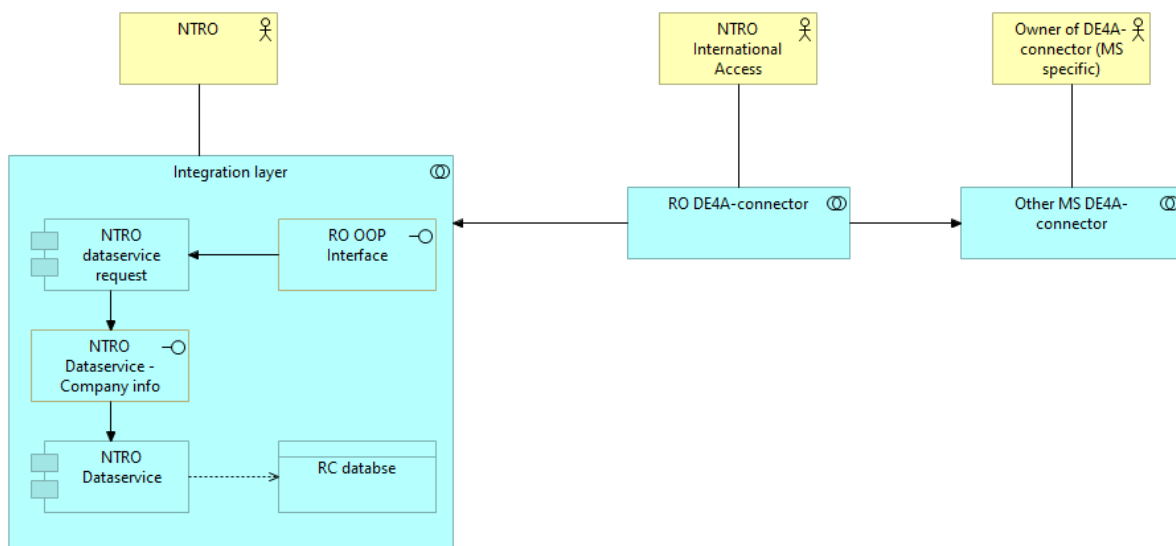 NTRO
NTRO
International
Access
Owner of DE4A-
connector (MS
specific)
Integration layer
RO DE4A-connector
Other MS DE4A-
connector
NTRO
dataservice
request
RO OOP
Interface
NTRO
Dataservice -
Company info
NTRO
Dataservice
RC databse